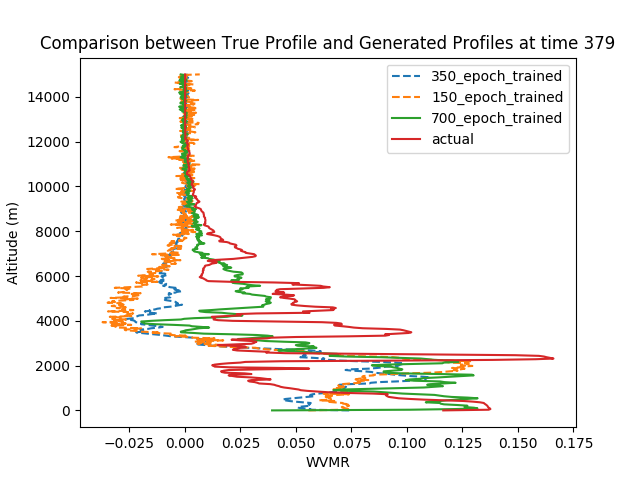 Comparison between True Profile and Generated Profiles at time 379
350_epoch_trained
150_epoch_trained
700_epoch_trained
actual
14000
12000
10000
8000
6000
4000
2000
0
Altitude (m)
−0.025 0.000 0.025 0.050 0.075 0.100 0.125 0.150 0.175
WVMR